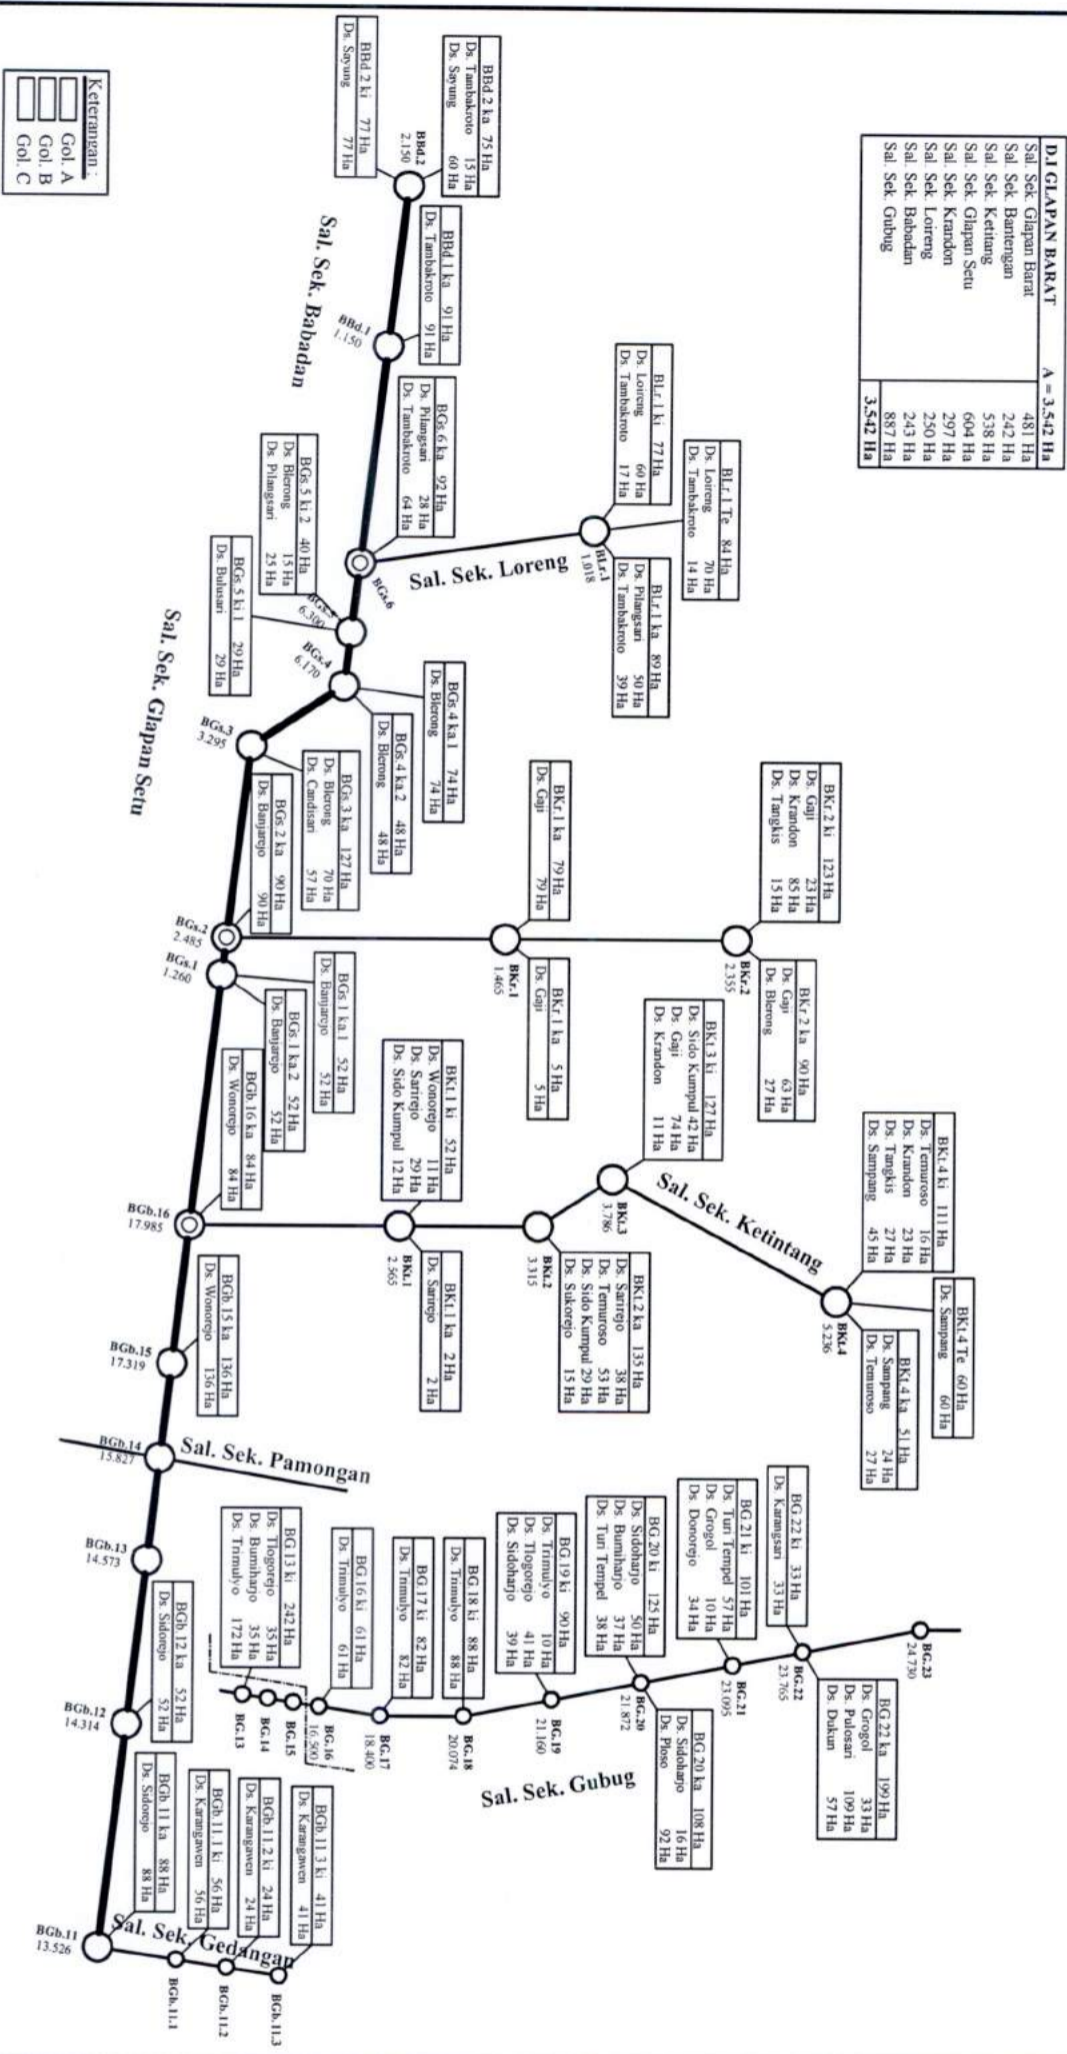 D.I GLAPAN BARAT A = 3.542 Ha
Sal. Sek. Glapan Barat 481 Ha
Sal. Sek. Bantengan 242 Ha
Sal. Sek. Ketitang 538 Ha
Sal. Sek. Glapan Setu 604 Ha
Sal. Sek. Krandon 297 Ha
Sal. Sek. Loireng 250 Ha
Sal. Sek. Babadan 243 Ha
Sal. Sek. Gubug 887 Ha
3.542 Ha
BBd.2 ka 75 Ha
Ds. Tambakroto 15 Ha
Ds. Sayung 60 Ha
BBd.2
2.150
BBd.2 ki 77 Ha
Ds. Sayung 77 Ha
Keterangan :
Gol. A
Gol. B
Gol. C
BBd.1 ka 91 Ha
Ds. Tambakroto 91 Ha
BBd.1
1.150
Sal. Sek. Babadan
BLr.1 ki 77 Ha
Ds. Loireng 60 Ha
Ds. Tambakroto 17 Ha
BLr.1 Te 84 Ha
Ds. Loireng 70 Ha
Ds. Tambakroto 14 Ha
BLr.1
1.018
BLr.1 ka 89 Ha
Ds. Pilangsari 50 Ha
Ds. Tambakroto 39 Ha
Sal. Sek. Loreng
BGs.6 ka 92 Ha
Ds. Pilangsari 28 Ha
Ds. Tambakroto 64 Ha
BGs.6
BGs.5 ki 2 40 Ha
Ds. Blerong 15 Ha
Ds. Pilangsari 25 Ha
BGs.5 ki 1 29 Ha
Ds. Bulusari 29 Ha
BGs.5
6.300
BGs.4
6.170
BGs.4 ka.1 74 Ha
Ds. Blerong 74 Ha
BGs.4 ka.2 48 Ha
Ds. Blerong 48 Ha
BGs.3
3.295
BGs.3 ka 127 Ha
Ds. Blerong 70 Ha
Ds. Candisari 57 Ha
Sal. Sek. Glapan Setu
BGs.2 ka 90 Ha
Ds. Banjarejo 90 Ha
BGs.2
2.485
BKr.2 ki 123 Ha
Ds. Gaji 23 Ha
Ds. Krandon 85 Ha
Ds. Tangkis 15 Ha
BKr.2
2.355
BKr.2 ka 90 Ha
Ds. Gaji 63 Ha
Ds. Blerong 27 Ha
BKr.1 ka 79 Ha
Ds. Gaji 79 Ha
BKr.1
1.465
BKr.1 ka 5 Ha
Ds. Gaji 5 Ha
BGs.1
1.260
BGs.1 ka.1 52 Ha
Ds. Banjarejo 52 Ha
BGs.1 ka.2 52 Ha
Ds. Banjarejo 52 Ha
BGb.16 ka 84 Ha
Ds. Wonorejo 84 Ha
BGb.16
17.985
BKt.4 ki 111 Ha
Ds. Temuroso 16 Ha
Ds. Krandon 23 Ha
Ds. Tangkis 27 Ha
Ds. Sampang 45 Ha
BKt.4 Te 60 Ha
Ds. Sampang 60 Ha
BKt.4
5.236
BKt.4 ka 51 Ha
Ds. Sampang 24 Ha
Ds. Temuroso 27 Ha
Sal. Sek. Ketintang
BKt.3 ki 127 Ha
Ds. Sido Kumpul 42 Ha
Ds. Gaji 74 Ha
Ds. Krandon 11 Ha
BKt.3
3.786
BKt.2
3.315
BKt.2 ka 135 Ha
Ds. Sarirejo 38 Ha
Ds. Temuroso 53 Ha
Ds. Sido Kumpul 29 Ha
Ds. Sukorejo 15 Ha
BKt.1 ki 52 Ha
Ds. Wonorejo 11 Ha
Ds. Sarirejo 29 Ha
Ds. Sido Kumpul 12 Ha
BKt.1
2.565
BKt.1 ka 2 Ha
Ds. Sarirejo 2 Ha
BGb.15 ka 136 Ha
Ds. Wonorejo 136 Ha
BGb.15
17.319
BGb.14
15.827
Sal. Sek. Pamongan
BGb.13
14.573
BGb.12 ka 52 Ha
Ds. Sidorejo 52 Ha
BGb.12
14.314
BG.23
24.730
BG.22 ki 33 Ha
Ds. Karangsari 33 Ha
BG.22
23.765
BG.22 ka 199 Ha
Ds. Grogol 33 Ha
Ds. Pulosari 109 Ha
Ds. Dukun 57 Ha
BG.21 ki 101 Ha
Ds. Turi Tempel 57 Ha
Ds. Grogol 10 Ha
Ds. Donorejo 34 Ha
BG.21
23.095
BG.20 ki 125 Ha
Ds. Sidoharjo 50 Ha
Ds. Bumiharjo 37 Ha
Ds. Turi Tempel 38 Ha
BG.20
21.872
BG.20 ka 108 Ha
Ds. Sidoharjo 16 Ha
Ds. Ploso 92 Ha
BG.19 ki 90 Ha
Ds. Trimulyo 10 Ha
Ds. Tlogorejo 41 Ha
Ds. Sidoharjo 39 Ha
BG.19
21.160
Sal. Sek. Gubug
BG.18 ki 88 Ha
Ds. Trimulyo 88 Ha
BG.18
20.074
BG.17 ki 82 Ha
Ds. Trimulyo 82 Ha
BG.17
18.400
BG.16 ki 61 Ha
Ds. Trimulyo 61 Ha
BG.16
16.500
BG.15
BG.14
BG.13
BG.13 ki 242 Ha
Ds. Tlogorejo 35 Ha
Ds. Bumiharjo 35 Ha
Ds. Trimulyo 172 Ha
BGb.11.3 ki 41 Ha
Ds. Karangawen 41 Ha
BGb.11.2 ki 24 Ha
Ds. Karangawen 24 Ha
BGb.11.1 ki 56 Ha
Ds. Karangawen 56 Ha
BGb.11 ka 88 Ha
Ds. Sidorejo 88 Ha
BGb.11
13.526
Sal. Sek. Gedangan
BGb.11.1
BGb.11.2
BGb.11.3